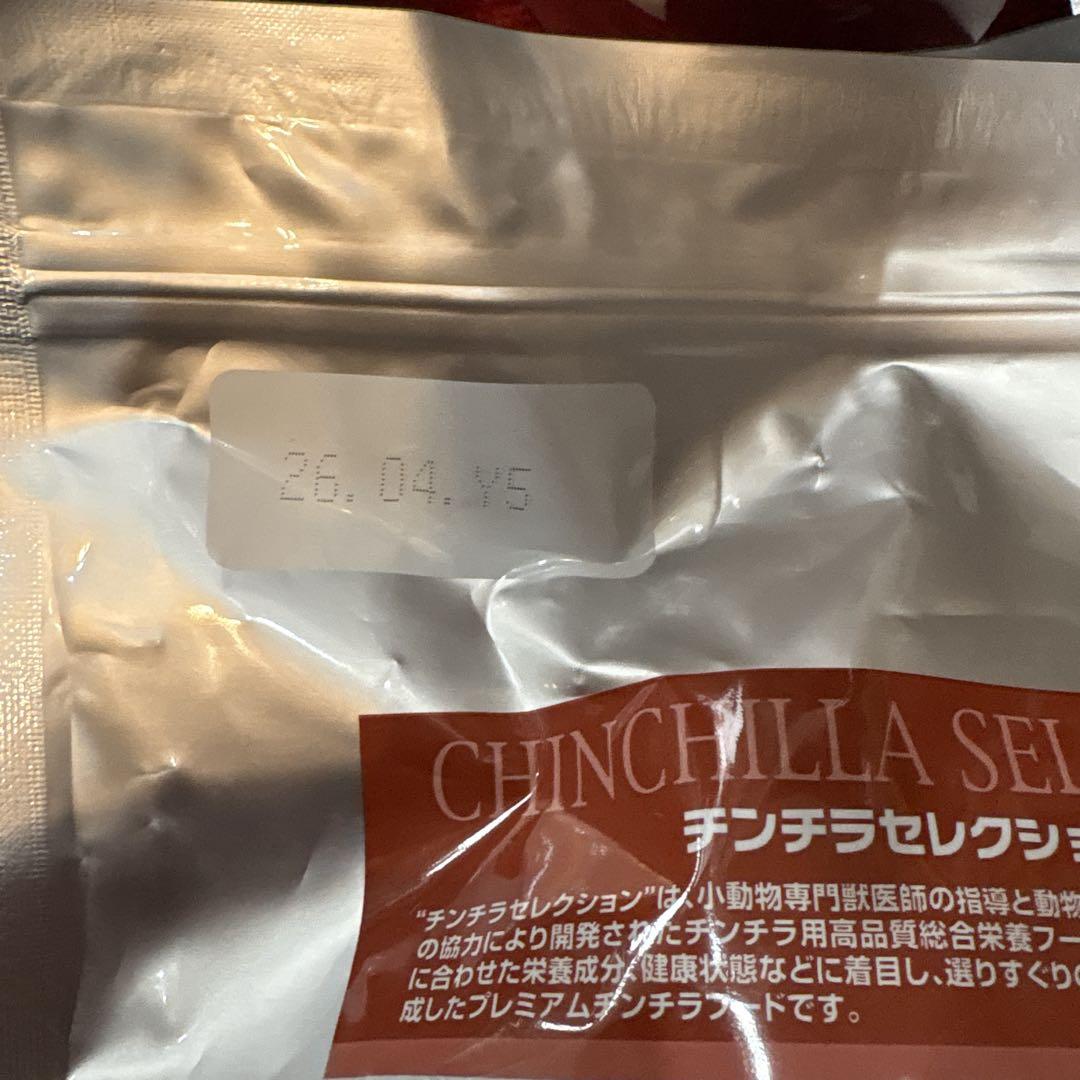 26.04.Y5
CHINCHILLA SEL
チンチラセレクショ
“チンチラセレクション”は、小動物専門獣医師の指導と動物
の協力により開発されたチンチラ用高品質総合栄養フー
に合わせた栄養成分、健康状態などに着目し、選りすぐりの
成したプレミアムチンチラフードです。